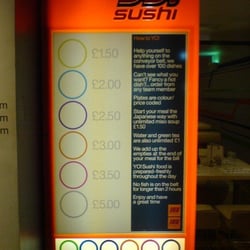 YO!
sushi
How to YO!
Help yourself to
anything on the
conveyor belt, we
have over 100 dishes
Can't see what you
want? Fancy a hot
dish?... order from
any team member
Plates are colour/
price coded
Start your meal the
Japanese way with
unlimited miso soup
£1.50
Water and green tea
are also unlimited £1
We add up the
empties at the end of
your meal for the bill
YO!Sushi food is
prepared-freshly
throughout the day
No fish is on the belt
for longer than 2 hours
Enjoy and have
a great time
£1.50
£2.00
£2.50
£3.00
£3.50
£5.00
m
m
m